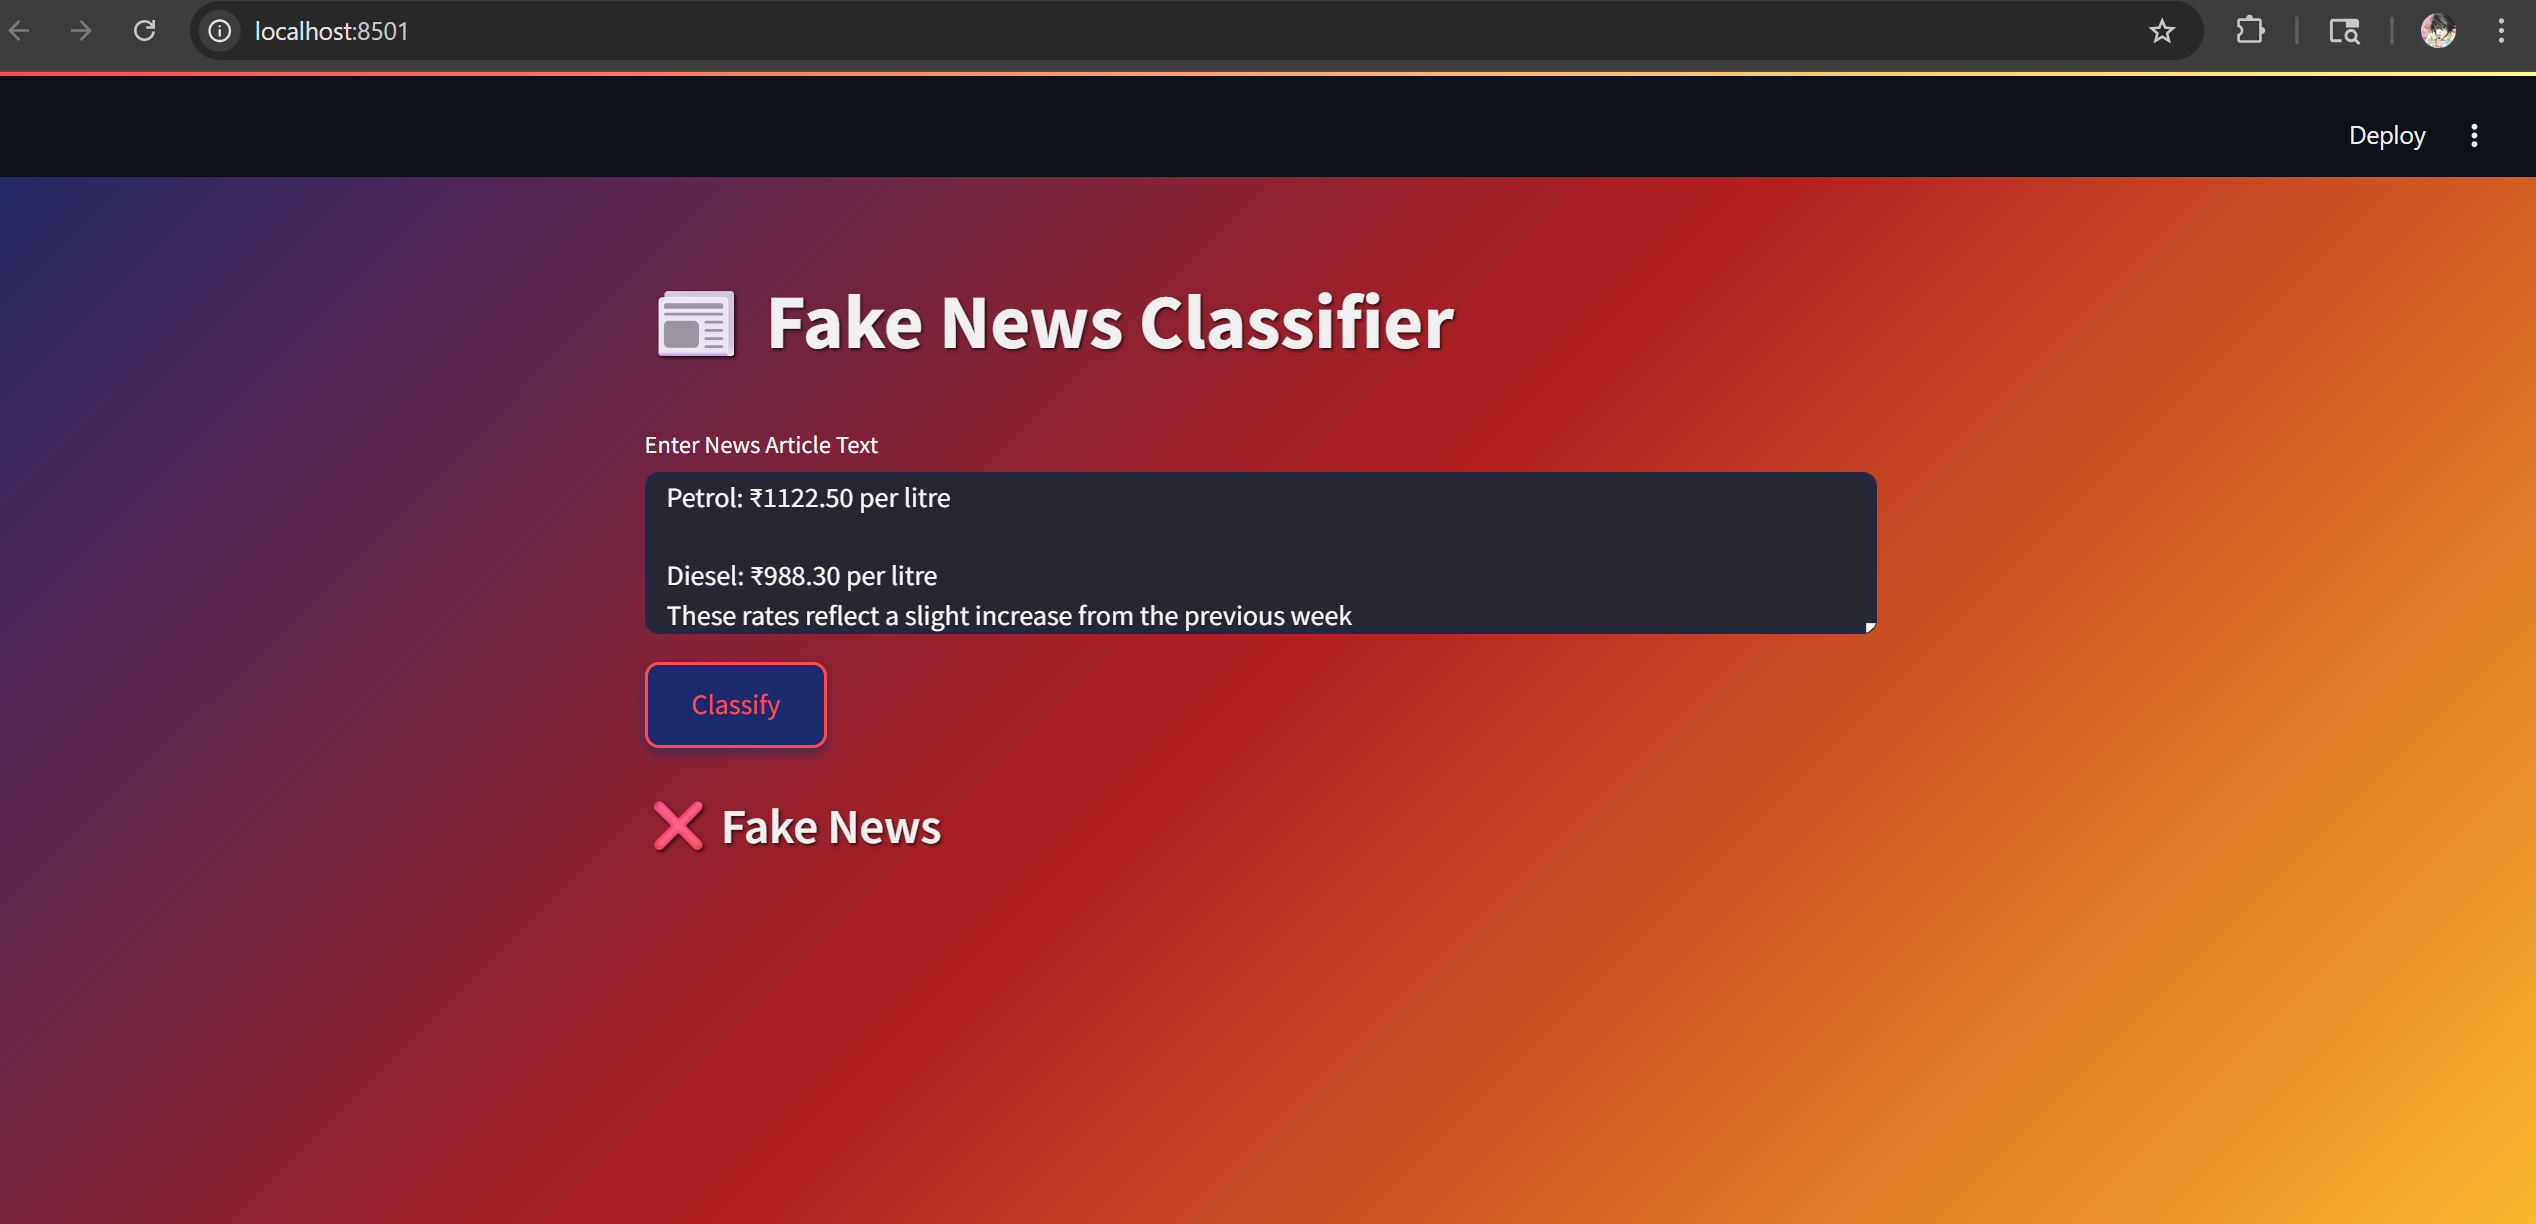 localhost:8501
Deploy
Fake News Classifier
Enter News Article Text
Petrol: ₹1122.50 per litre
Diesel: ₹988.30 per litre
These rates reflect a slight increase from the previous week
Classify
Fake News